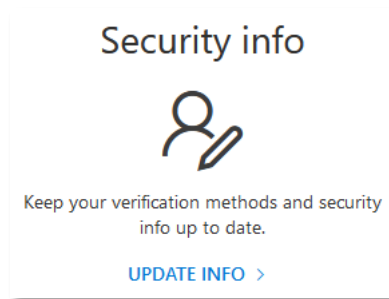 Security info
Keep your verification methods and security
info up to date.
UPDATE INFO >